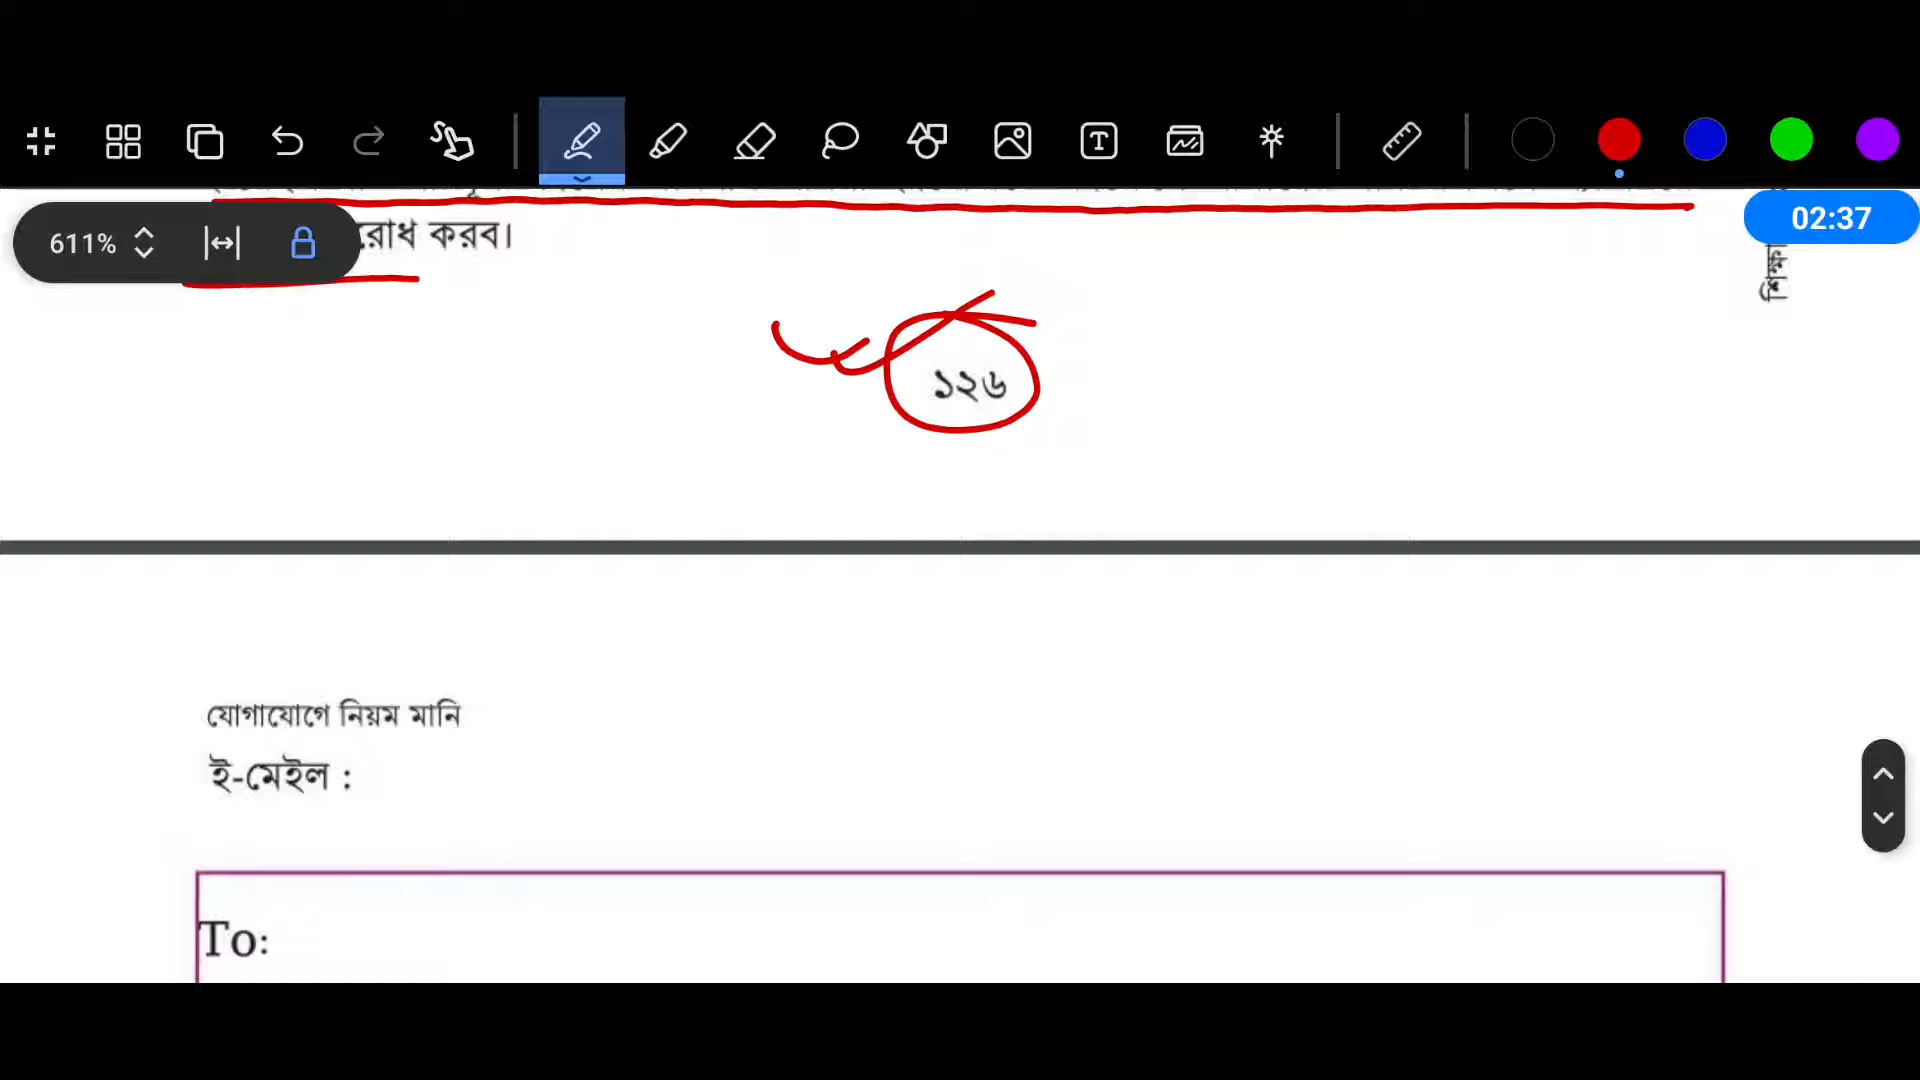 611%
02:37
রোধ করব।
শিক্ষা
১২৬
যোগাযোগে নিয়ম মানি
ই-মেইল :
To: